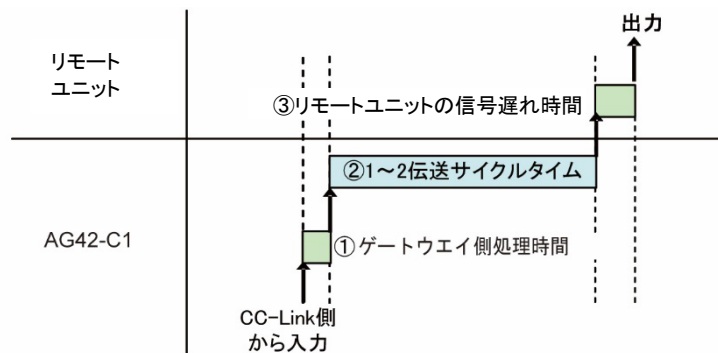 出力
リモート
ユニット
③リモートユニットの信号遅れ時間
②1～2伝送サイクルタイム
AG42-C1
①ゲートウエイ側処理時間
CC-Link側
から入力